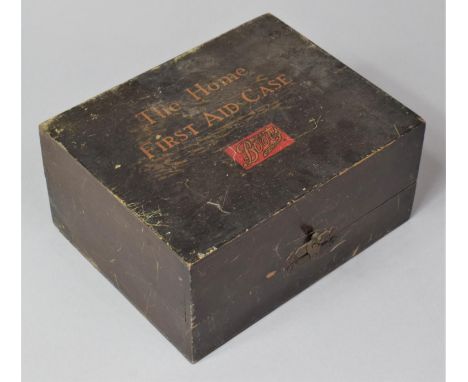 The Home
First Aid Case
Boots